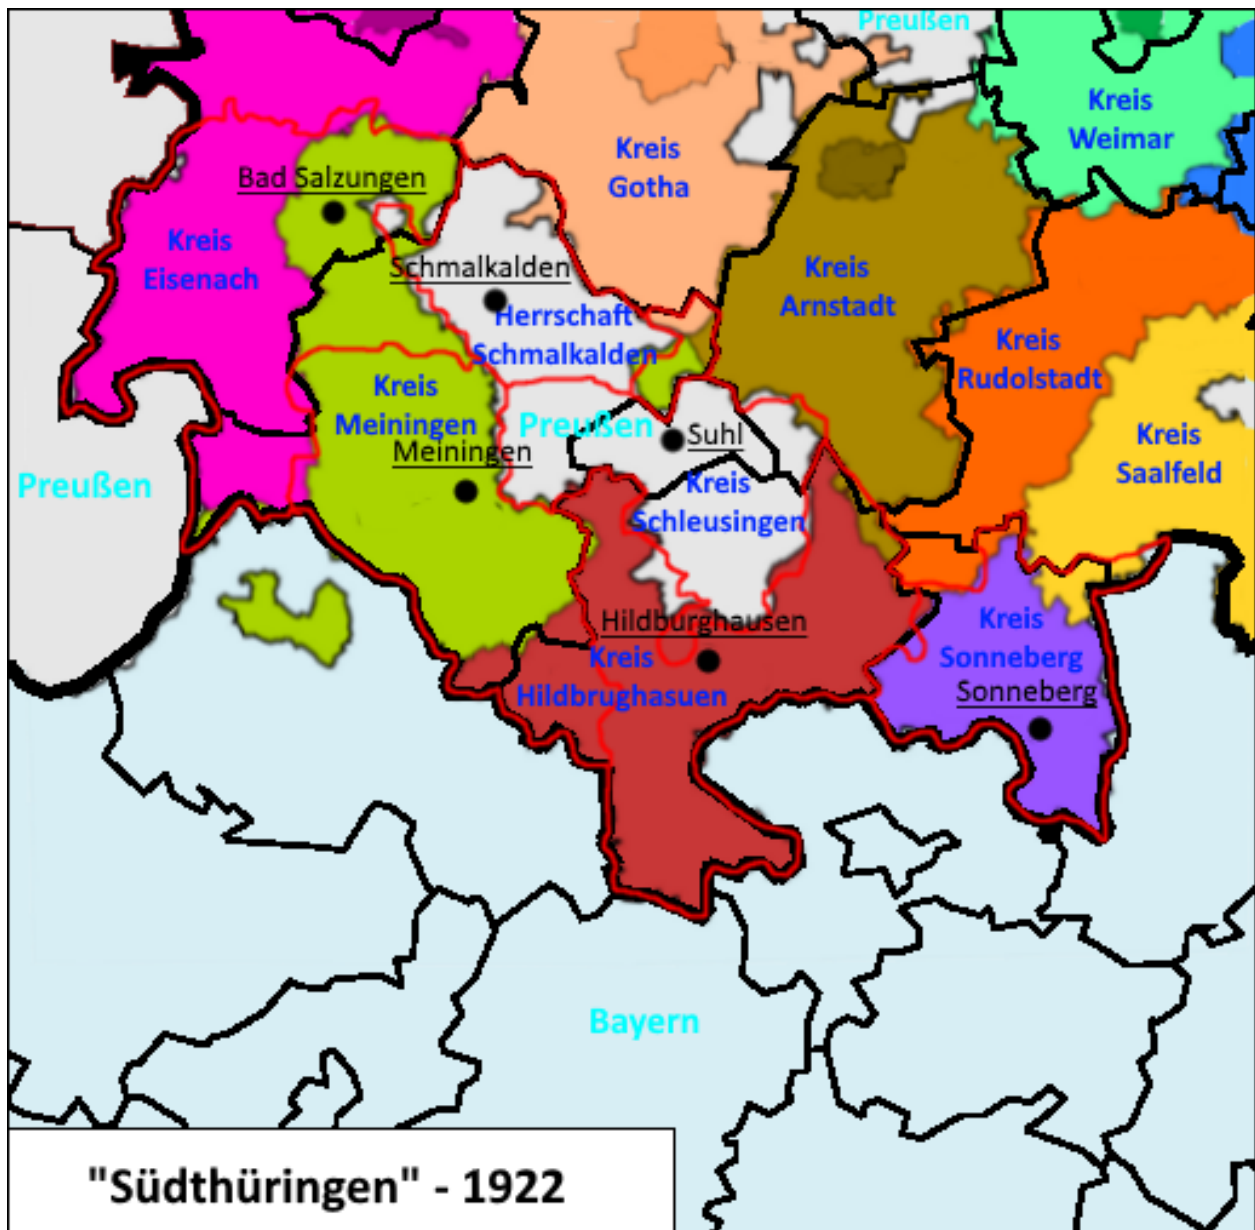 Preußen
Kreis
Weimar
Kreis
Gotha
Bad Salzungen
Kreis
Eisenach
Schmalkalden
Kreis
Arnstadt
Herrschaft
Schmalkalden
Kreis
Rudolstadt
Kreis
Meiningen
Preußen
Meiningen
Suhl
Kreis
Saalfeld
Preußen
Kreis
Schleusingen
Hildburghausen
Kreis
Hildbrughasuen
Kreis
Sonneberg
Sonneberg
Bayern
"Südthüringen" - 1922